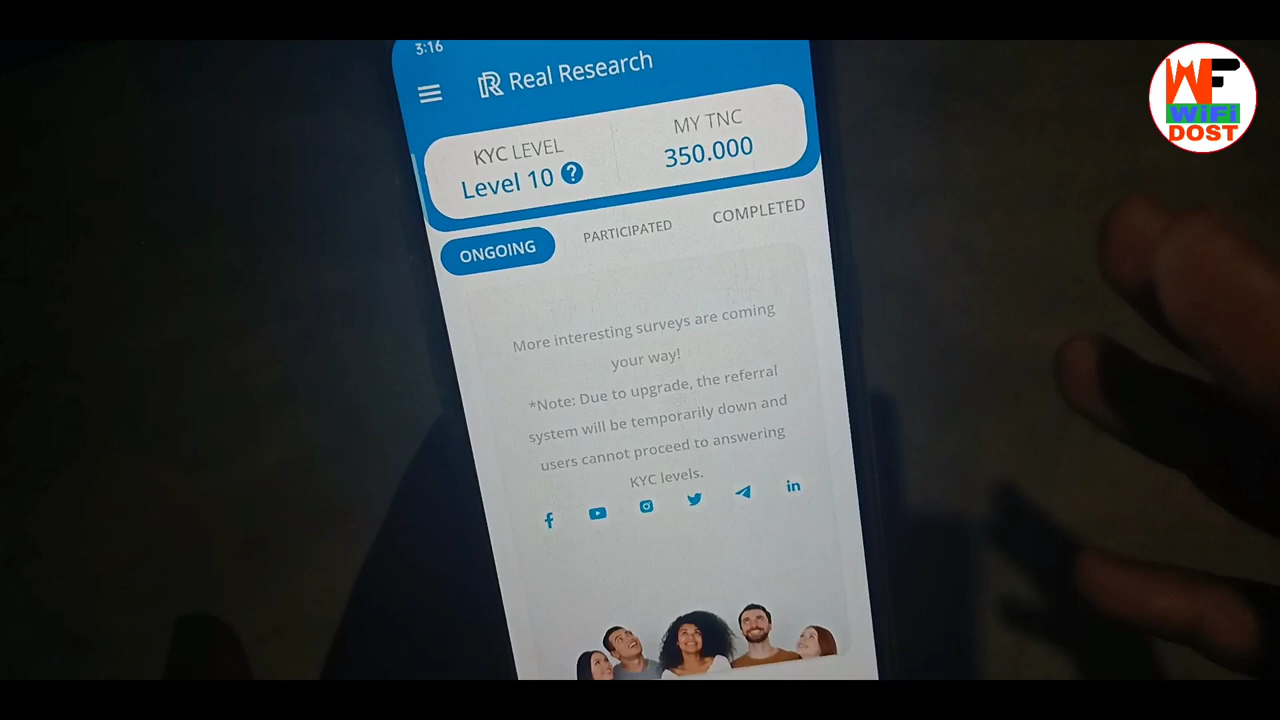 3:16
Real Research
KYC LEVEL
Level 10 ?
MY TNC
350.000
ONGOING
PARTICIPATED
COMPLETED
More interesting surveys are coming
your way!
*Note: Due to upgrade, the referral
system will be temporarily down and
users cannot proceed to answering
KYC levels.
in
WF
WiFi
DOST